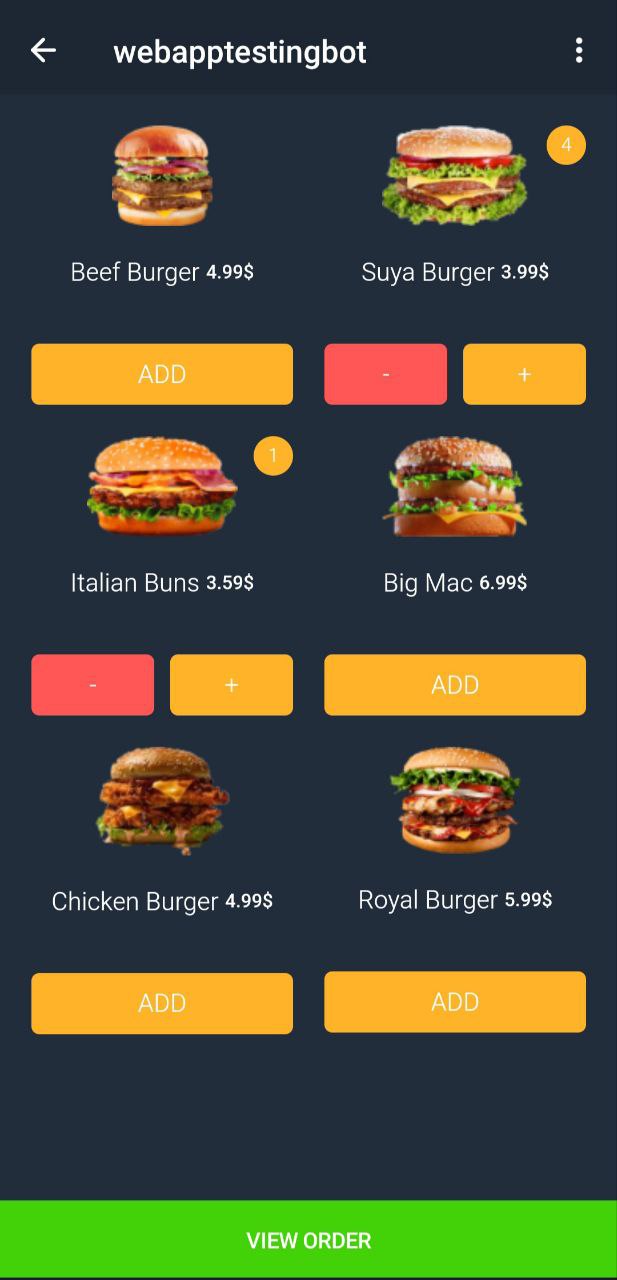 webapptestingbot
4
Beef Burger 4.99$
Suya Burger 3.99$
ADD
- +
1
Italian Buns 3.59$
Big Mac 6.99$
- +
ADD
Chicken Burger 4.99$
Royal Burger 5.99$
ADD
ADD
VIEW ORDER